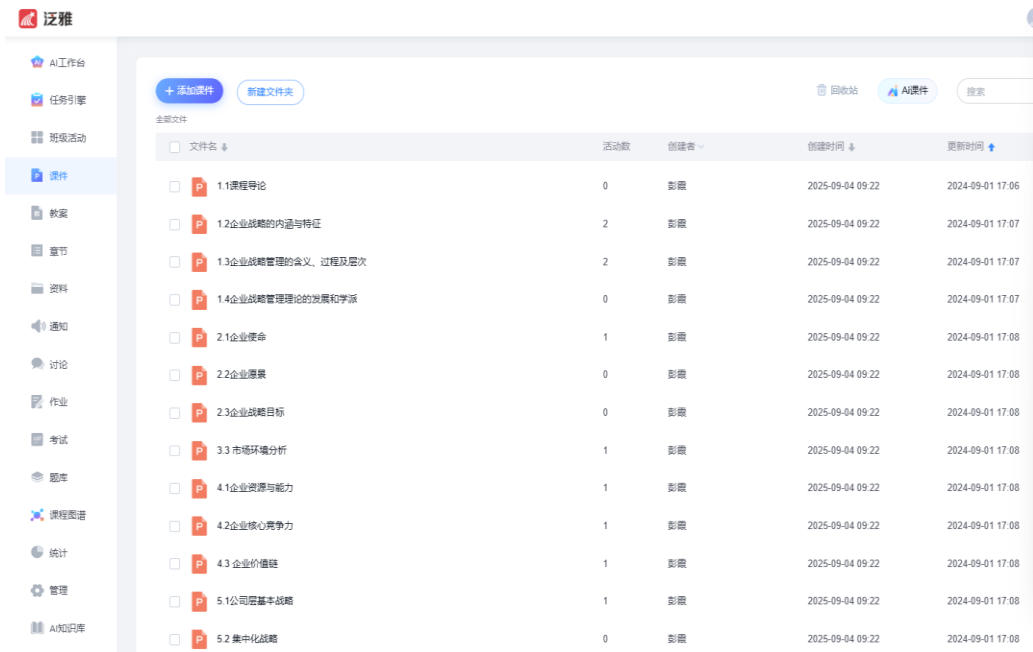 泛雅
AI工作台
任务引擎
班级活动
课件
教案
章节
资料
通知
讨论
作业
考试
题库
课程图谱
统计
管理
AI知识库
+ 添加课件 新建文件夹 回收站 Ai课件 搜索
全部文件
文件名 活动数 创建者 创建时间 更新时间
1.1课程导论 0 彭霞 2025-09-04 09:22 2024-09-01 17:06
1.2企业战略的内涵与特征 2 彭霞 2025-09-04 09:22 2024-09-01 17:07
1.3企业战略管理的含义、过程及层次 2 彭霞 2025-09-04 09:22 2024-09-01 17:07
1.4企业战略管理理论的发展和学派 0 彭霞 2025-09-04 09:22 2024-09-01 17:07
2.1企业使命 1 彭霞 2025-09-04 09:22 2024-09-01 17:08
2.2企业愿景 0 彭霞 2025-09-04 09:22 2024-09-01 17:08
2.3企业战略目标 0 彭霞 2025-09-04 09:22 2024-09-01 17:08
3.3 市场环境分析 1 彭霞 2025-09-04 09:22 2024-09-01 17:08
4.1企业资源与能力 1 彭霞 2025-09-04 09:22 2024-09-01 17:08
4.2企业核心竞争力 1 彭霞 2025-09-04 09:22 2024-09-01 17:08
4.3 企业价值链 1 彭霞 2025-09-04 09:22 2024-09-01 17:08
5.1公司层基本战略 1 彭霞 2025-09-04 09:22 2024-09-01 17:08
5.2 集中化战略 0 彭霞 2025-09-04 09:22 2024-09-01 17:08